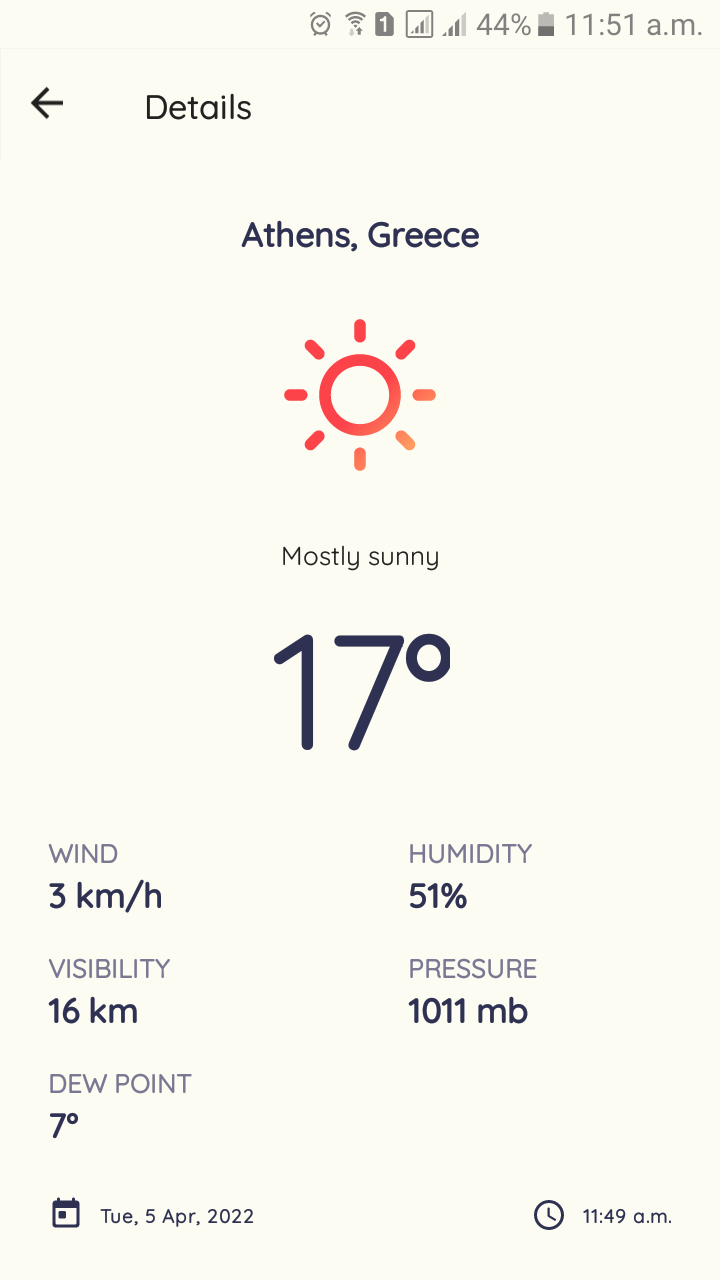 1 44% 11:51 a.m.
Details
Athens, Greece
Mostly sunny
17°
WIND HUMIDITY
3 km/h 51%
VISIBILITY PRESSURE
16 km 1011 mb
DEW POINT
7°
Tue, 5 Apr, 2022 11:49 a.m.